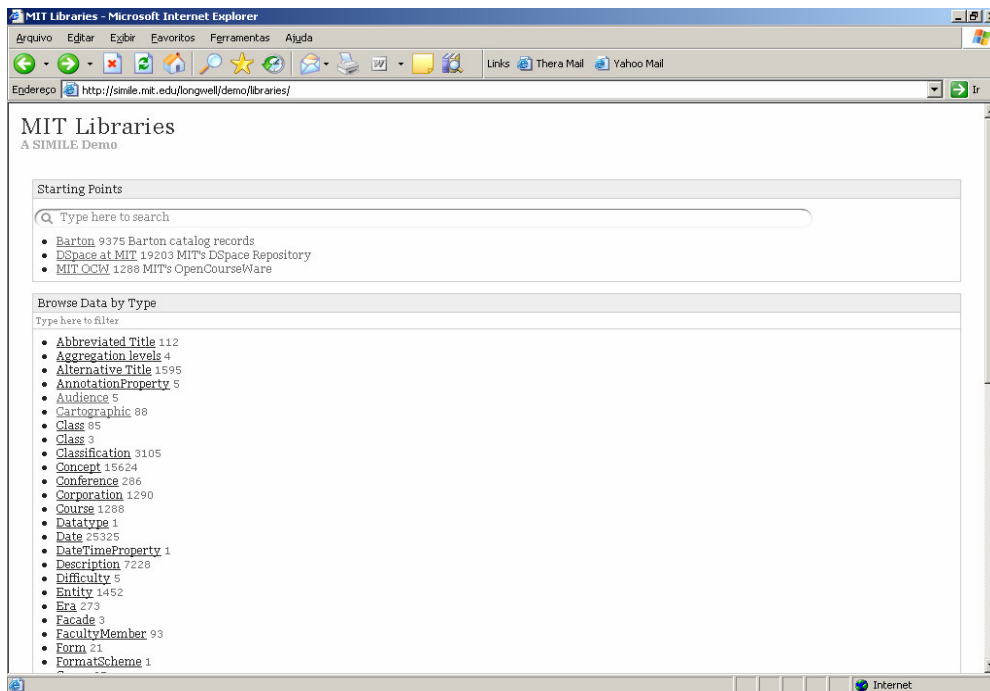 MIT Libraries - Microsoft Internet Explorer
Arquivo Editar Exibir Favoritos Ferramentas Ajuda
Links Thera Mail Yahoo Mail
Endereço http://simile.mit.edu/longwell/demo/libraries/ Ir
MIT Libraries
A SIMILE Demo
Starting Points
Type here to search
Barton 9375 Barton catalog records
DSpace at MIT 19203 MIT's DSpace Repository
MIT OCW 1288 MIT's OpenCourseWare
Browse Data by Type
Type here to filter
Abbreviated Title 112
Aggregation levels 4
Alternative Title 1595
AnnotationProperty 5
Audience 5
Cartographic 88
Class 85
Class 3
Classification 3105
Concept 15624
Conference 286
Corporation 1290
Course 1288
Datatype 1
Date 25325
DateTimeProperty 1
Description 7228
Difficulty 5
Entity 1452
Era 273
Facade 3
FacultyMember 93
Form 21
FormatScheme 1
Internet